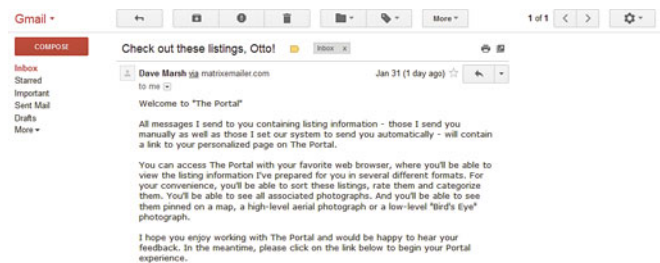 Gmail
More
1 of 1
COMPOSE
Check out these listings, Otto!
Inbox x
Inbox
Starred
Important
Sent Mail
Drafts
More
Dave Marsh via matrixemailer.com
Jan 31 (1 day ago)
to me
Welcome to "The Portal"
All messages I send to you containing listing information - those I send you
manually as well as those I set our system to send you automatically - will contain
a link to your personalized page on The Portal.
You can access The Portal with your favorite web browser, where you'll be able to
view the listing information I've prepared for you in several different formats. For
your convenience, you'll be able to sort these listings, rate them and categorize
them. You'll be able to see all associated photographs. And you'll be able to see
them pinned on a map, a high-level aerial photograph or a low-level "Bird's Eye"
photograph.
I hope you enjoy working with The Portal and would be happy to hear your
feedback. In the meantime, please click on the link below to begin your Portal
experience.